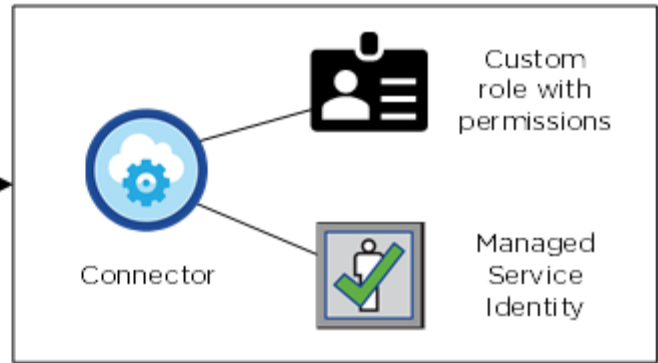 Custom
role with
permissions
Connector
Managed
Service
Identity